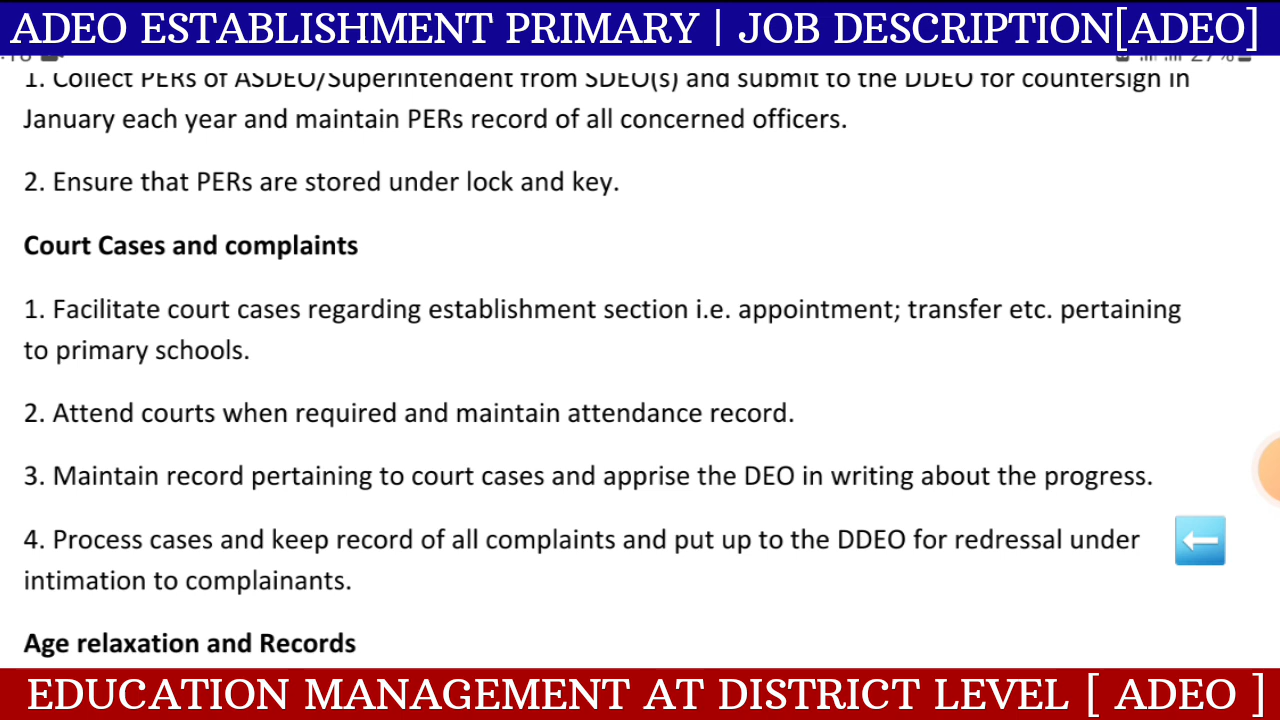 ADEO ESTABLISHMENT PRIMARY | JOB DESCRIPTION[ADEO]
1. Collect PERs of ASDEO/Superintendent from SDEO(s) and submit to the DDEO for countersign in
January each year and maintain PERs record of all concerned officers.
2. Ensure that PERs are stored under lock and key.
Court Cases and complaints
1. Facilitate court cases regarding establishment section i.e. appointment; transfer etc. pertaining
to primary schools.
2. Attend courts when required and maintain attendance record.
3. Maintain record pertaining to court cases and apprise the DEO in writing about the progress.
4. Process cases and keep record of all complaints and put up to the DDEO for redressal under
intimation to complainants.
Age relaxation and Records
EDUCATION MANAGEMENT AT DISTRICT LEVEL [ ADEO ]